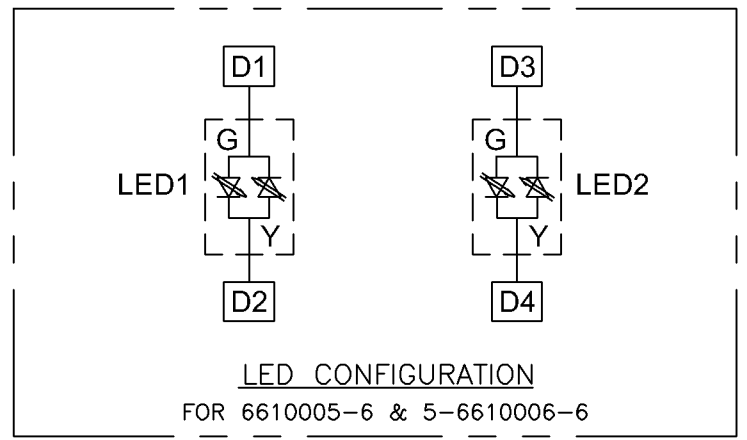 D1 D3
G G
LED1 LED2
Y Y
D2 D4
LED CONFIGURATION
FOR 6610005-6 & 5-6610006-6